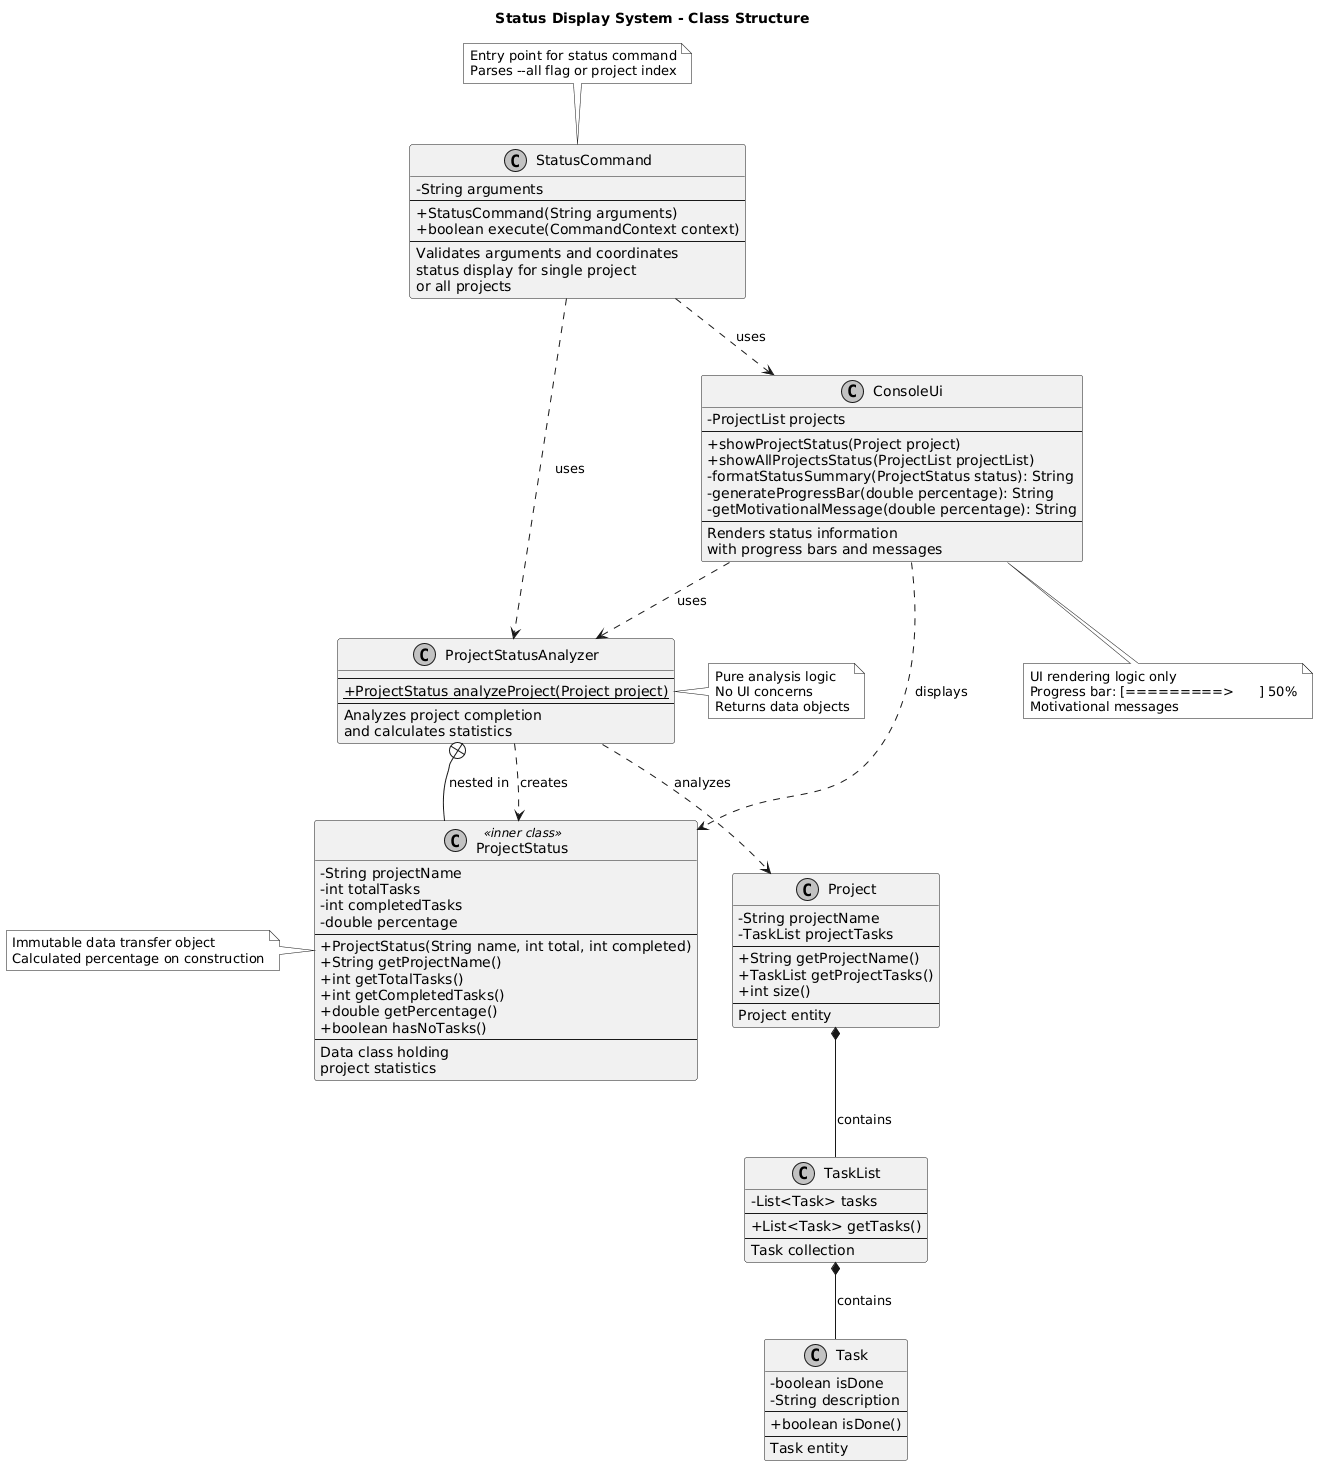 Status Display System - Class Structure
Entry point for status command
Parses --all flag or project index
StatusCommand
-String arguments
+StatusCommand(String arguments)
+boolean execute(CommandContext context)
Validates arguments and coordinates
status display for single project
or all projects
uses
uses
ConsoleUi
-ProjectList projects
+showProjectStatus(Project project)
+showAllProjectsStatus(ProjectList projectList)
-formatStatusSummary(ProjectStatus status): String
-generateProgressBar(double percentage): String
-getMotivationalMessage(double percentage): String
Renders status information
with progress bars and messages
uses
displays
ProjectStatusAnalyzer
+ProjectStatus analyzeProject(Project project)
Analyzes project completion
and calculates statistics
Pure analysis logic
No UI concerns
Returns data objects
UI rendering logic only
Progress bar: [=========>      ] 50%
Motivational messages
nested in
creates
analyzes
«inner class»
ProjectStatus
-String projectName
-int totalTasks
-int completedTasks
-double percentage
+ProjectStatus(String name, int total, int completed)
+String getProjectName()
+int getTotalTasks()
+int getCompletedTasks()
+double getPercentage()
+boolean hasNoTasks()
Data class holding
project statistics
Immutable data transfer object
Calculated percentage on construction
Project
-String projectName
-TaskList projectTasks
+String getProjectName()
+TaskList getProjectTasks()
+int size()
Project entity
contains
TaskList
-List<Task> tasks
+List<Task> getTasks()
Task collection
contains
Task
-boolean isDone
-String description
+boolean isDone()
Task entity